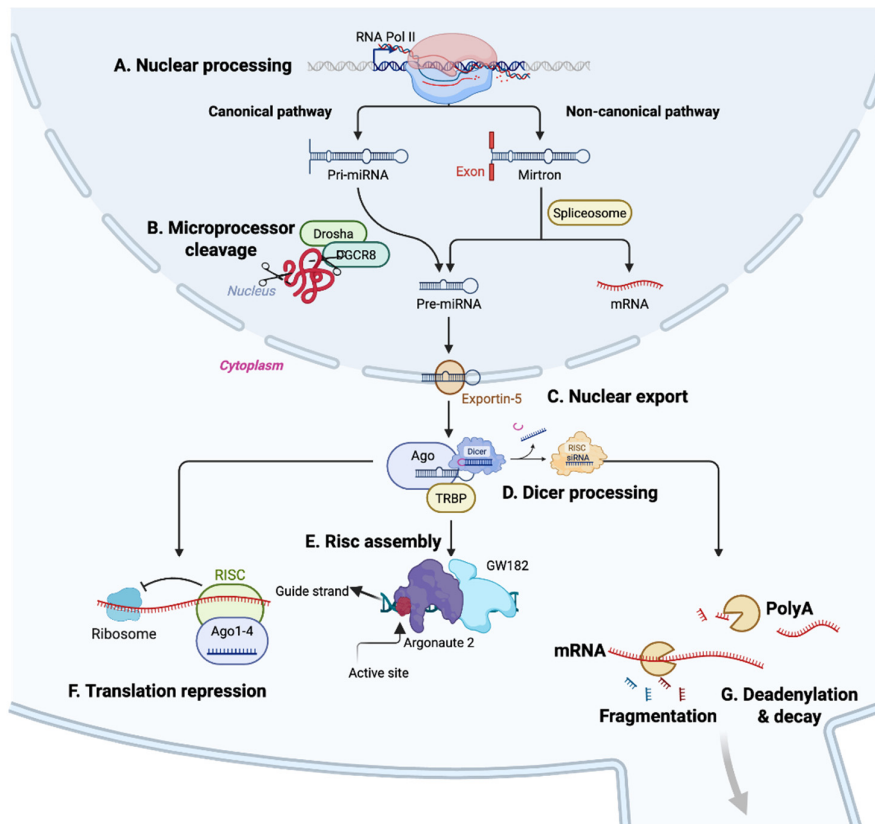 RNA Pol II
A. Nuclear processing
Canonical pathway
Non-canonical pathway
Pri-miRNA
Exon
Mirtron
Spliceosome
B. Microprocessor
cleavage
Drosha
DGCR8
Nucleus
Pre-miRNA
mRNA
Cytoplasm
Exportin-5
C. Nuclear export
Ago
Dicer
RISC
siRNA
TRBP
D. Dicer processing
E. Risc assembly
GW182
Guide strand
Argonaute 2
Active site
RISC
Ribosome
Ago1-4
F. Translation repression
PolyA
mRNA
Fragmentation
G. Deadenylation
& decay